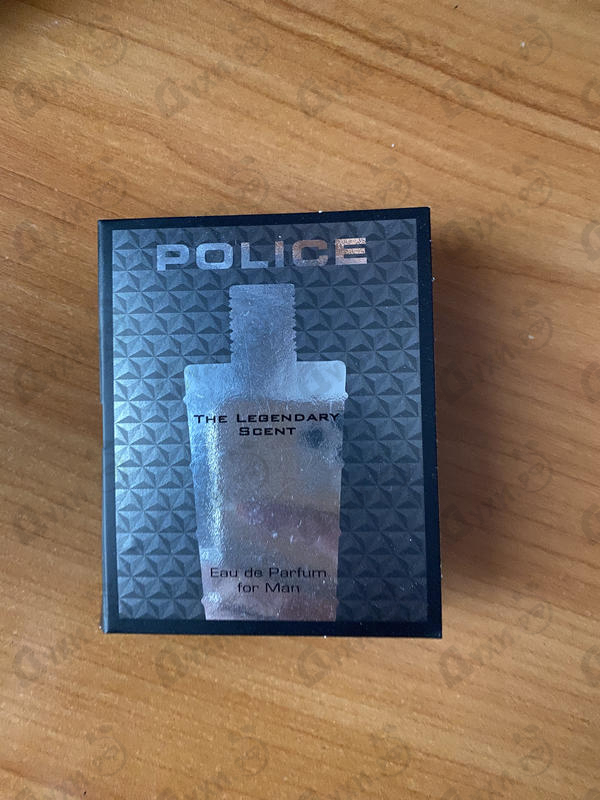 POLICE
THE LEGENDARY
SCENT
Eau de Parfum
for Man